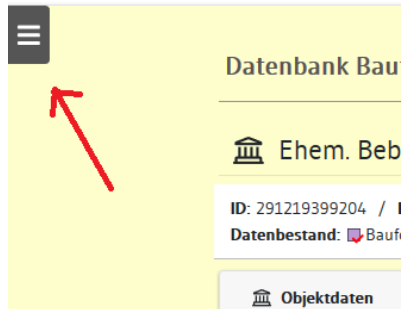 Datenbank Bau
Ehem. Beb
ID: 291219399204 /
Datenbestand: Bauf
Objektdaten